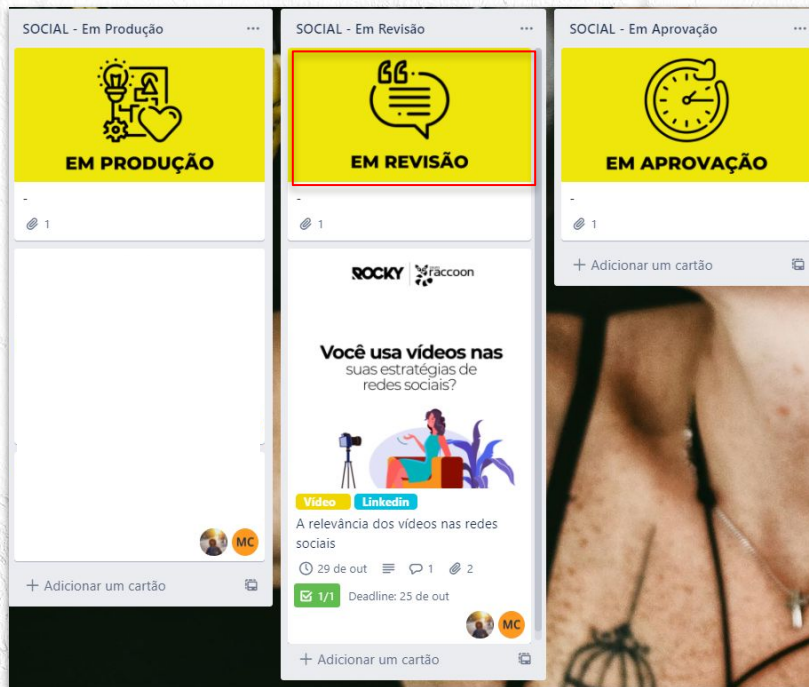 SOCIAL - Em Produção
EM PRODUÇÃO
-
1
MC
+ Adicionar um cartão
SOCIAL - Em Revisão
EM REVISÃO
-
1
ROCKY raccoon
Você usa vídeos nas
suas estratégias de
redes sociais?
Vídeo Linkedin
A relevância dos vídeos nas redes
sociais
29 de out 1 2
1/1 Deadline: 25 de out
MC
+ Adicionar um cartão
SOCIAL - Em Aprovação
EM APROVAÇÃO
-
1
+ Adicionar um cartão